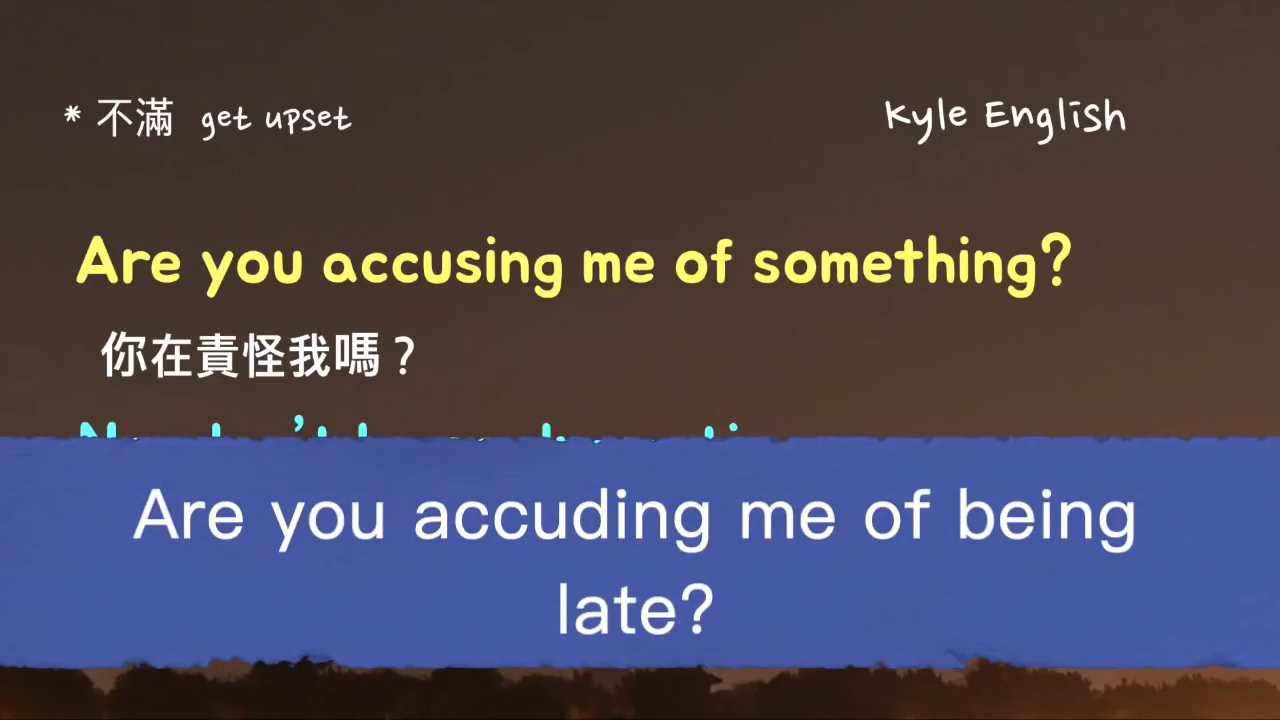 * 不滿 get upset
Kyle English
Are you accusing me of something?
你在責怪我嗎？
Are you accuding me of being
late?